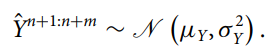 Ŷ^{n+1:n+m} ∼ 𝒩 (μ_Y, σ_Y^2).